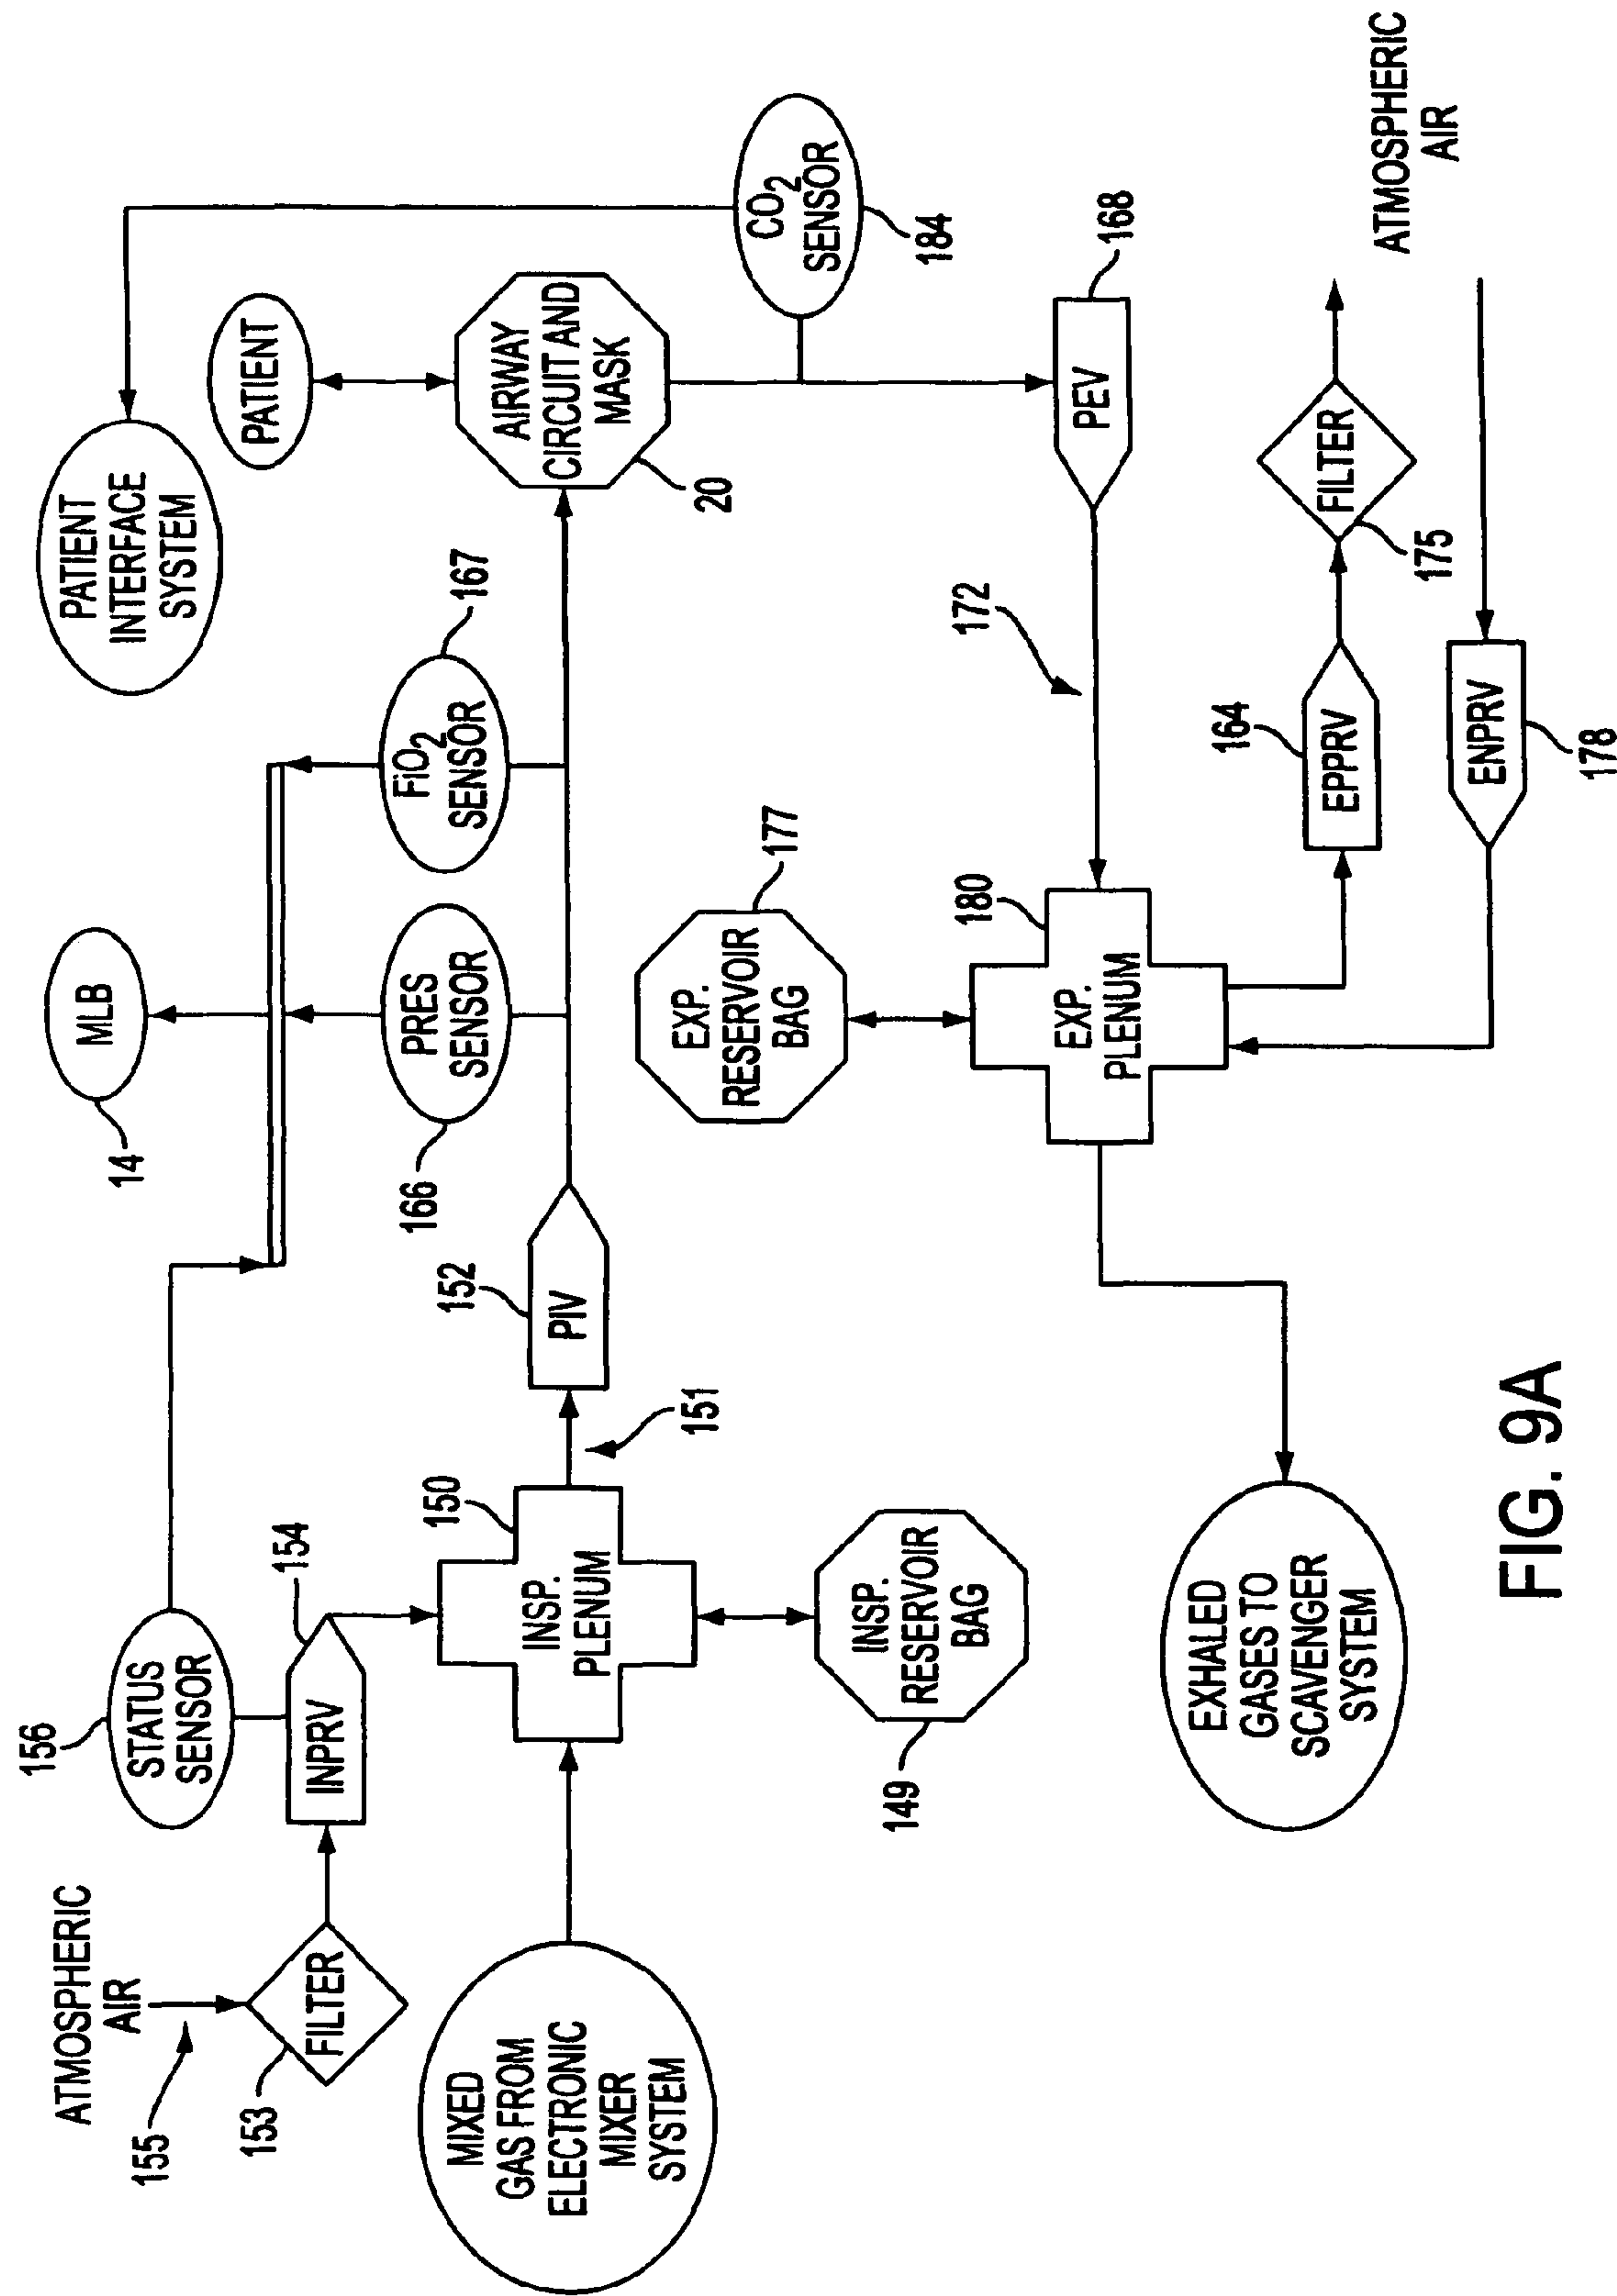 ATMOSPHERIC
AIR
155
153
FILTER
156
STATUS
SENSOR
154
INPRV
MIXED
GAS FROM
ELECTRONIC
MIXER
SYSTEM
150
INSP.
PLENUM
151
149
INSP.
RESERVOIR
BAG
152
PIV
14
MLB
166
PRES
SENSOR
167
FiO2
SENSOR
PATIENT
INTERFACE
SYSTEM
PATIENT
AIRWAY
CIRCUIT AND
MASK
20
CO2
SENSOR
184
168
PEV
172
177
EXP.
RESERVOIR
BAG
180
EXP.
PLENUM
164
EPPRV
175
FILTER
ATMOSPHERIC
AIR
ENPRV
178
EXHALED
GASES TO
SCAVENGER
SYSTEM
FIG. 9A